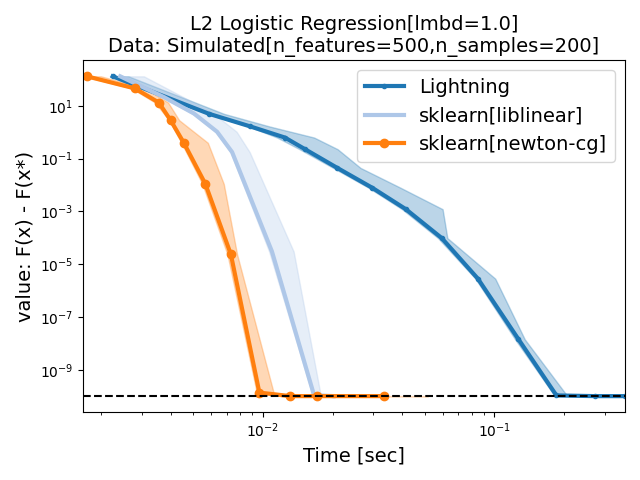 L2 Logistic Regression[lmbd=1.0]
Data: Simulated[n_features=500,n_samples=200]
value: F(x) - F(x*)
10¹
10⁻¹
10⁻³
10⁻⁵
10⁻⁷
10⁻⁹
Lightning
sklearn[liblinear]
sklearn[newton-cg]
10⁻² 10⁻¹
Time [sec]